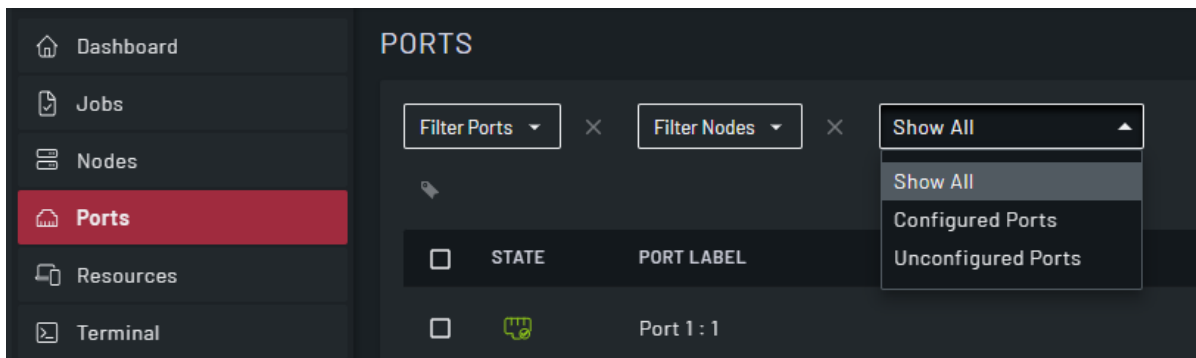 Dashboard
Jobs
Nodes
Ports
Resources
Terminal
PORTS
Filter Ports
Filter Nodes
Show All
Show All
Configured Ports
Unconfigured Ports
STATE
PORT LABEL
Port 1 : 1